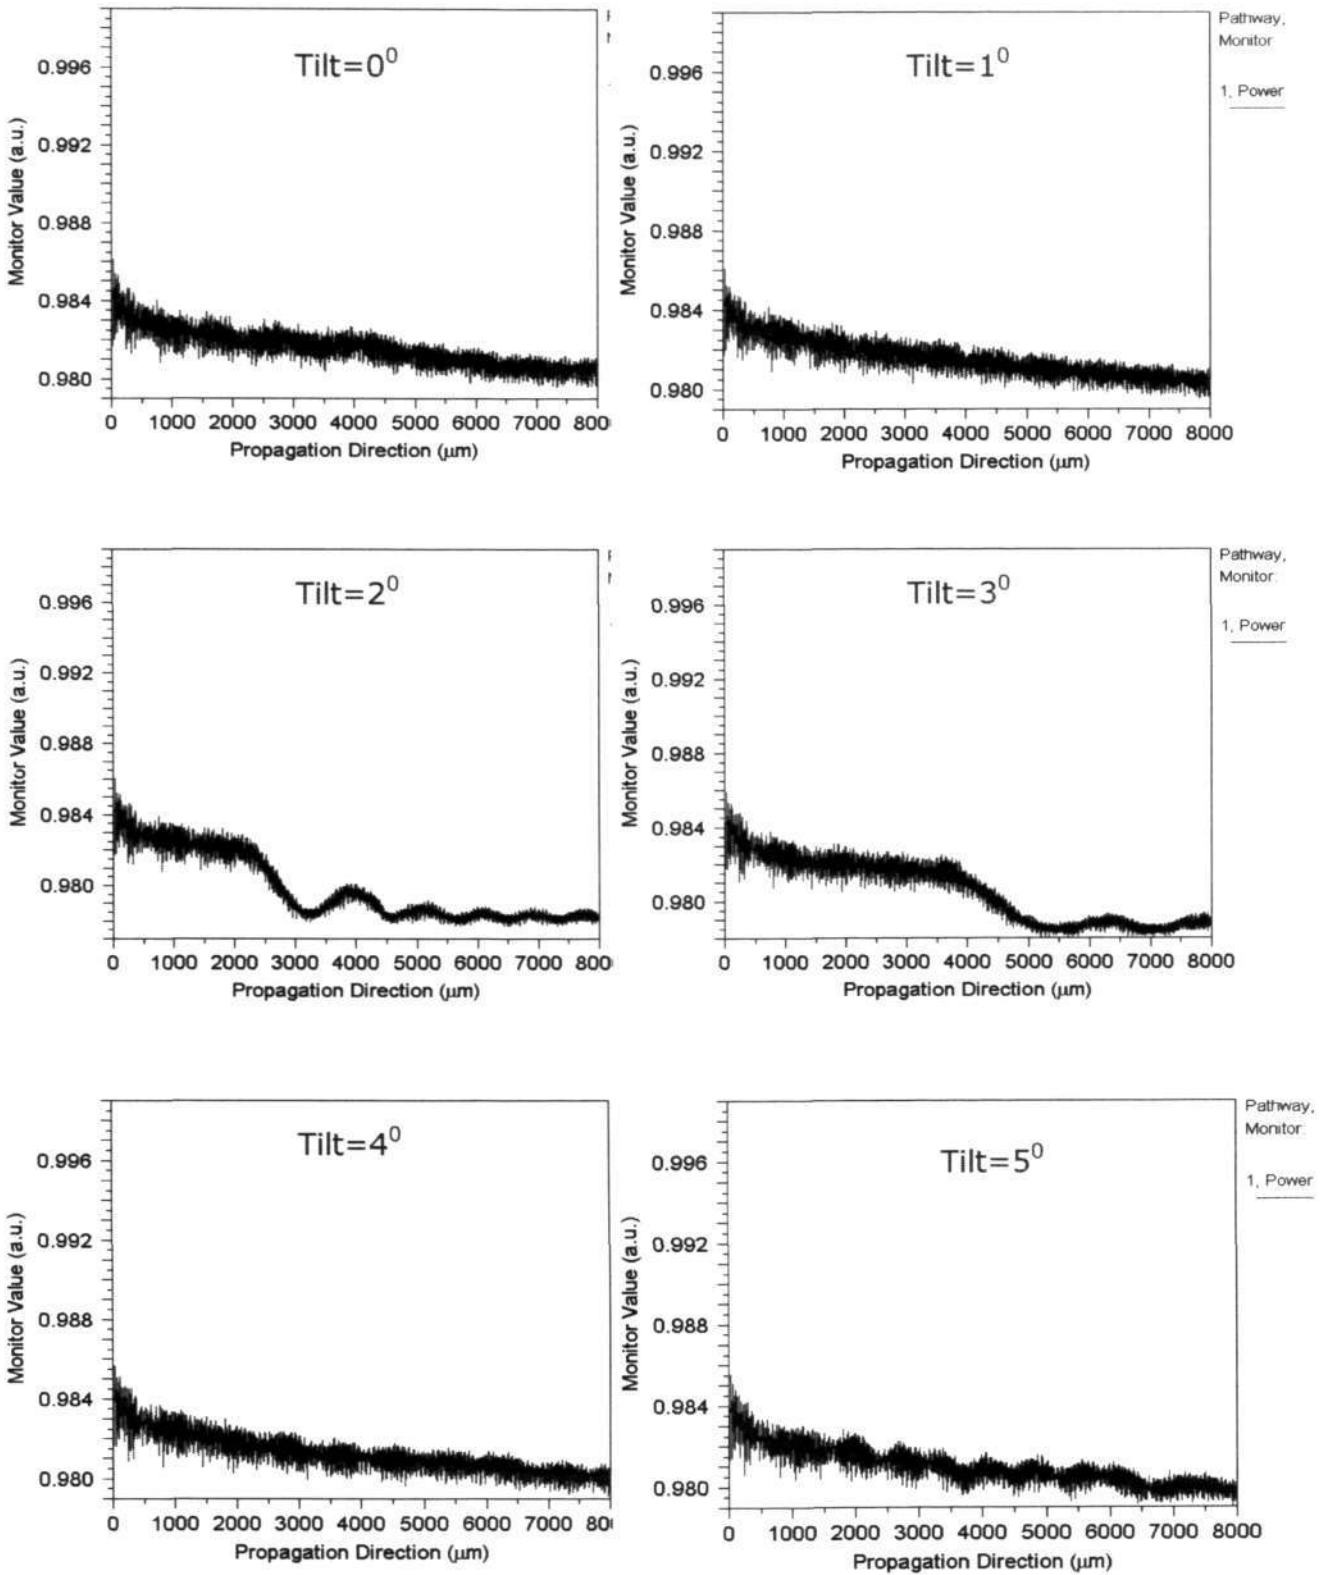 Tilt=0⁰
0.996
0.992
0.988
0.984
0.980
Monitor Value (a.u.)
0 1000 2000 3000 4000 5000 6000 7000 800
Propagation Direction (µm)
Tilt=1⁰
Pathway,
Monitor
1, Power
0.996
0.992
0.988
0.984
0.980
Monitor Value (a.u.)
0 1000 2000 3000 4000 5000 6000 7000 8000
Propagation Direction (µm)
Tilt=2⁰
0.996
0.992
0.988
0.984
0.980
Monitor Value (a.u.)
0 1000 2000 3000 4000 5000 6000 7000 800
Propagation Direction (µm)
Tilt=3⁰
Pathway,
Monitor:
1, Power
0.996
0.992
0.988
0.984
0.980
Monitor Value (a.u.)
0 1000 2000 3000 4000 5000 6000 7000 8000
Propagation Direction (µm)
Tilt=4⁰
0.996
0.992
0.988
0.984
0.980
Monitor Value (a.u.)
0 1000 2000 3000 4000 5000 6000 7000 800
Propagation Direction (µm)
Tilt=5⁰
Pathway,
Monitor:
1, Power
0.996
0.992
0.988
0.984
0.980
Monitor Value (a.u.)
0 1000 2000 3000 4000 5000 6000 7000 8000
Propagation Direction (µm)